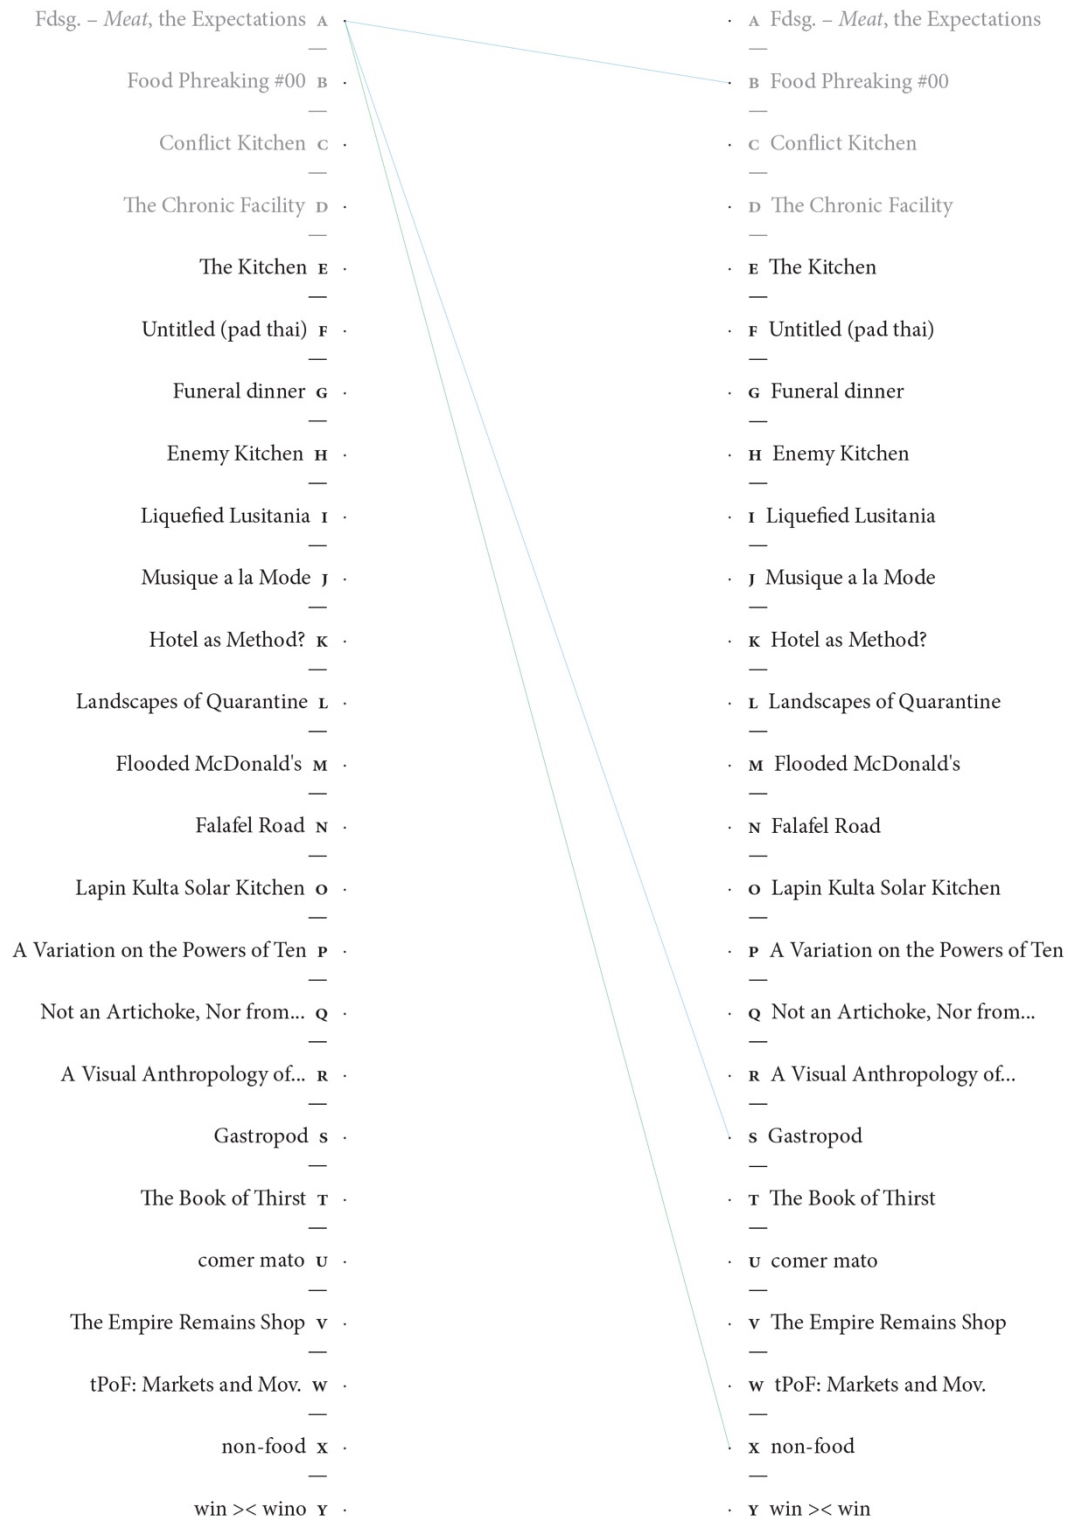 Fdsg. – Meat, the Expectations A
A Fdsg. – Meat, the Expectations
Food Phreaking #00 B
B Food Phreaking #00
Conflict Kitchen C
C Conflict Kitchen
The Chronic Facility D
D The Chronic Facility
The Kitchen E
E The Kitchen
Untitled (pad thai) F
F Untitled (pad thai)
Funeral dinner G
G Funeral dinner
Enemy Kitchen H
H Enemy Kitchen
Liquefied Lusitania I
I Liquefied Lusitania
Musique a la Mode J
J Musique a la Mode
Hotel as Method? K
K Hotel as Method?
Landscapes of Quarantine L
L Landscapes of Quarantine
Flooded McDonald's M
M Flooded McDonald's
Falafel Road N
N Falafel Road
Lapin Kulta Solar Kitchen O
O Lapin Kulta Solar Kitchen
A Variation on the Powers of Ten P
P A Variation on the Powers of Ten
Not an Artichoke, Nor from... Q
Q Not an Artichoke, Nor from...
A Visual Anthropology of... R
R A Visual Anthropology of...
Gastropod S
S Gastropod
The Book of Thirst T
T The Book of Thirst
comer mato U
U comer mato
The Empire Remains Shop V
V The Empire Remains Shop
tPoF: Markets and Mov. W
W tPoF: Markets and Mov.
non-food X
X non-food
win >< wino Y
Y win >< win